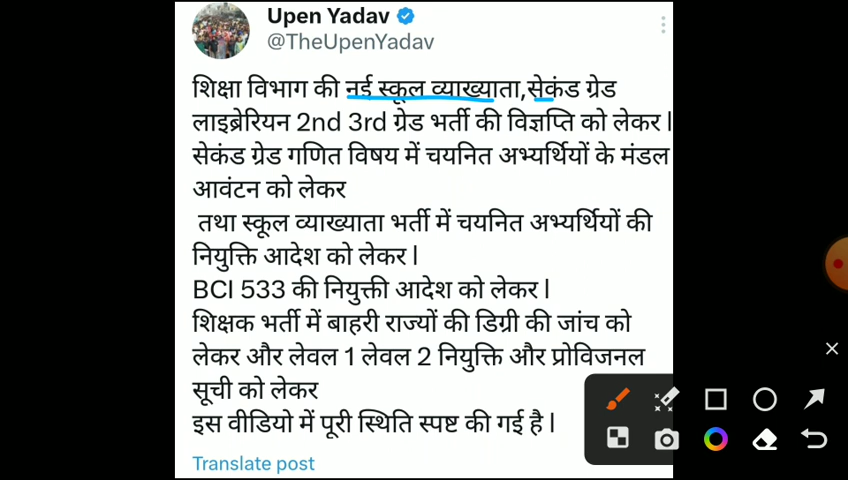 Upen Yadav
@TheUpenYadav
शिक्षा विभाग की नई स्कूल व्याख्याता,सेकंड ग्रेड
लाइब्रेरियन 2nd 3rd ग्रेड भर्ती की विज्ञप्ति को लेकर |
सेकंड ग्रेड गणित विषय में चयनित अभ्यर्थियों के मंडल
आवंटन को लेकर
तथा स्कूल व्याख्याता भर्ती में चयनित अभ्यर्थियों की
नियुक्ति आदेश को लेकर |
BCI 533 की नियुक्ती आदेश को लेकर |
शिक्षक भर्ती में बाहरी राज्यों की डिग्री की जांच को
लेकर और लेवल 1 लेवल 2 नियुक्ति और प्रोविजनल
सूची को लेकर
इस वीडियो में पूरी स्थिति स्पष्ट की गई है |
Translate post